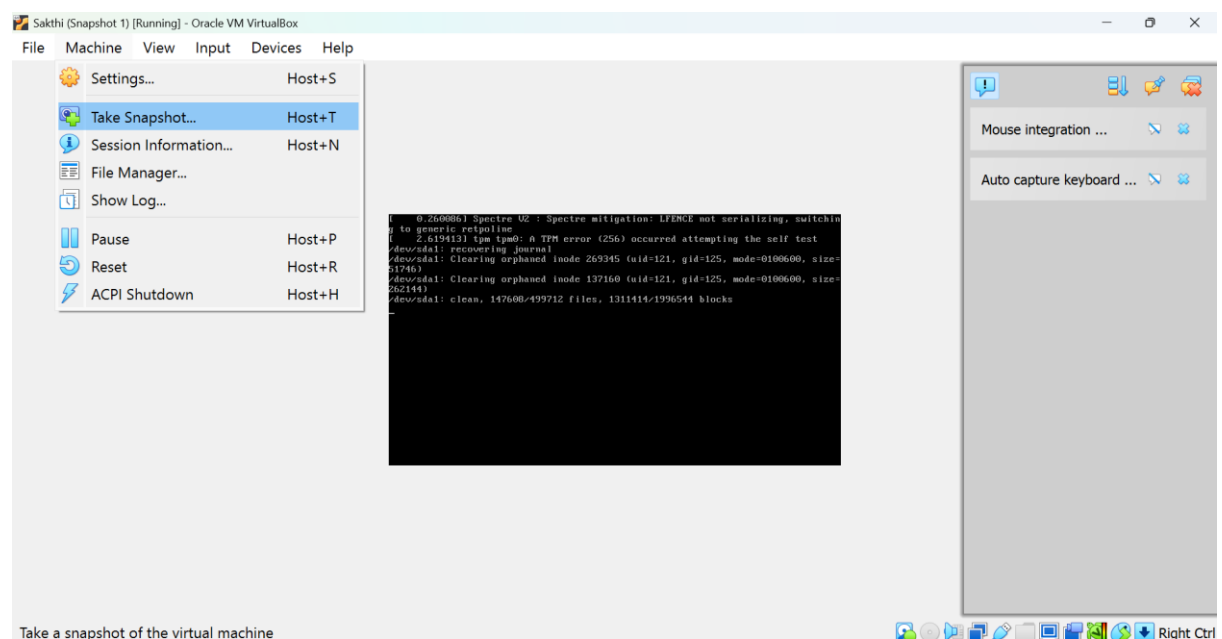 Sakthi (Snapshot 1) [Running] - Oracle VM VirtualBox
File Machine View Input Devices Help
Settings... Host+S
Take Snapshot... Host+T
Session Information... Host+N
File Manager...
Show Log...
Pause Host+P
Reset Host+R
ACPI Shutdown Host+H
[    0.260086] Spectre V2 : Spectre mitigation: LFENCE not serializing, switchin
g to generic retpoline
[    2.619413] tpm tpm0: A TPM error (256) occurred attempting the self test
/dev/sda1: recovering journal
/dev/sda1: Clearing orphaned inode 269345 (uid=121, gid=125, mode=0100600, size=
51746)
/dev/sda1: Clearing orphaned inode 137160 (uid=121, gid=125, mode=0100600, size=
262144)
/dev/sda1: clean, 147608/499712 files, 1311414/1996544 blocks
Mouse integration ...
Auto capture keyboard ...
Take a snapshot of the virtual machine
Right Ctrl